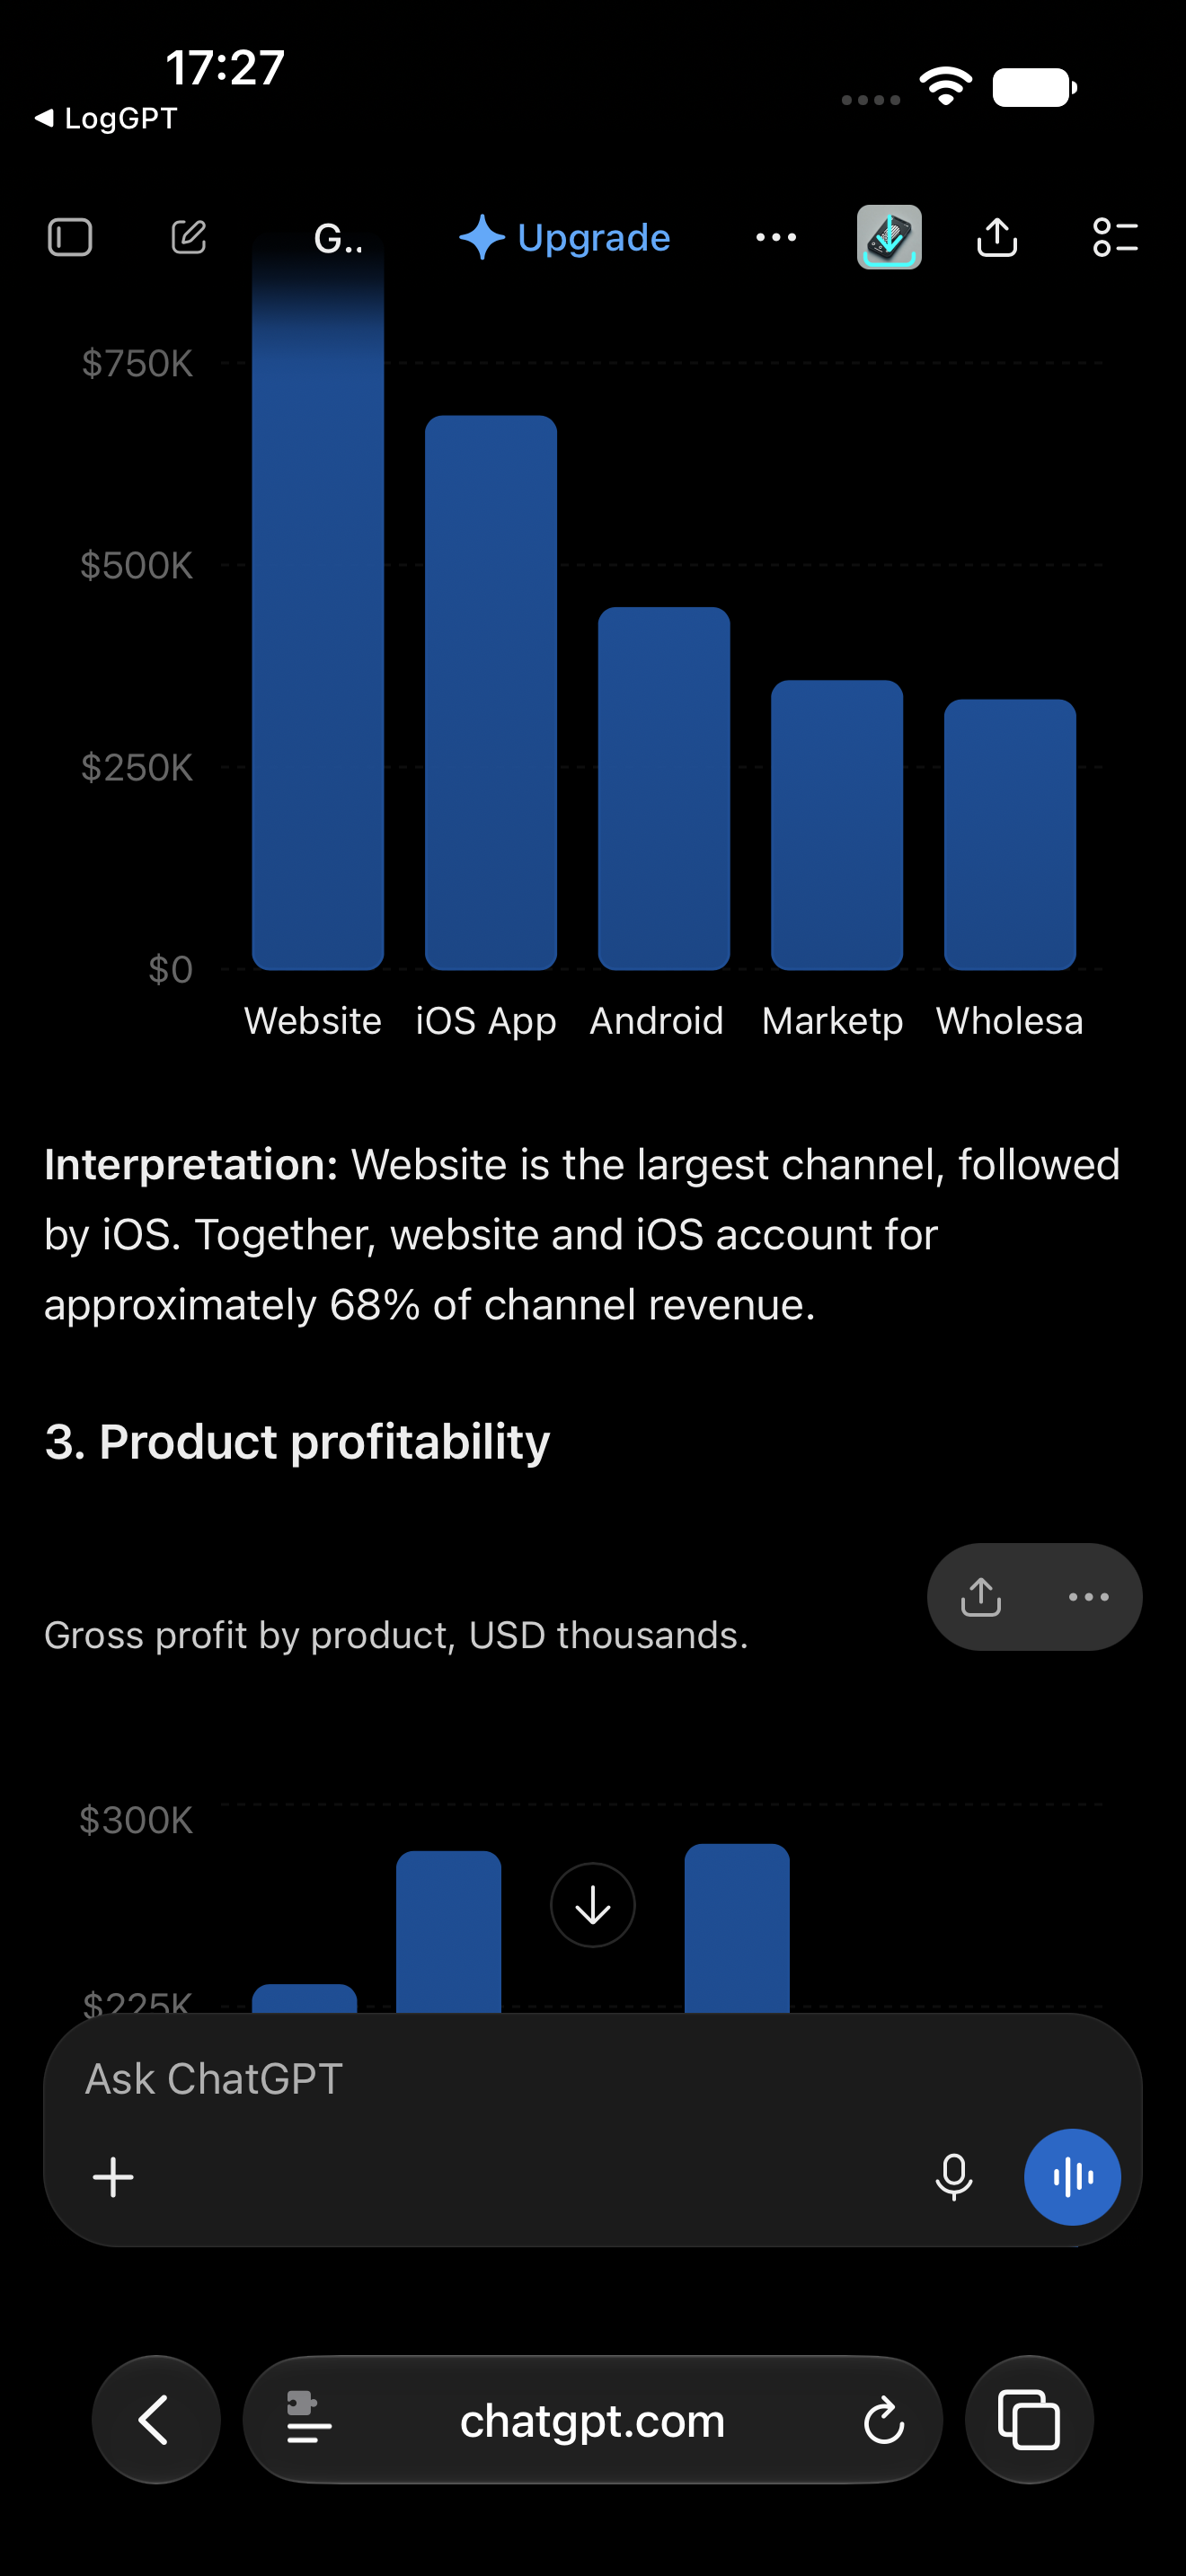 17:27
◀ LogGPT
G..
Upgrade
$750K
$500K
$250K
$0
Website iOS App Android Marketp Wholesa
Interpretation: Website is the largest channel, followed
by iOS. Together, website and iOS account for
approximately 68% of channel revenue.
3. Product profitability
Gross profit by product, USD thousands.
$300K
$225K
Ask ChatGPT
chatgpt.com